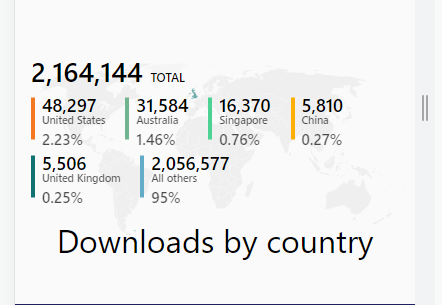 2,164,144 TOTAL
48,297 31,584 16,370 5,810
United States Australia Singapore China
2.23% 1.46% 0.76% 0.27%
5,506 2,056,577
United Kingdom All others
0.25% 95%
Downloads by country